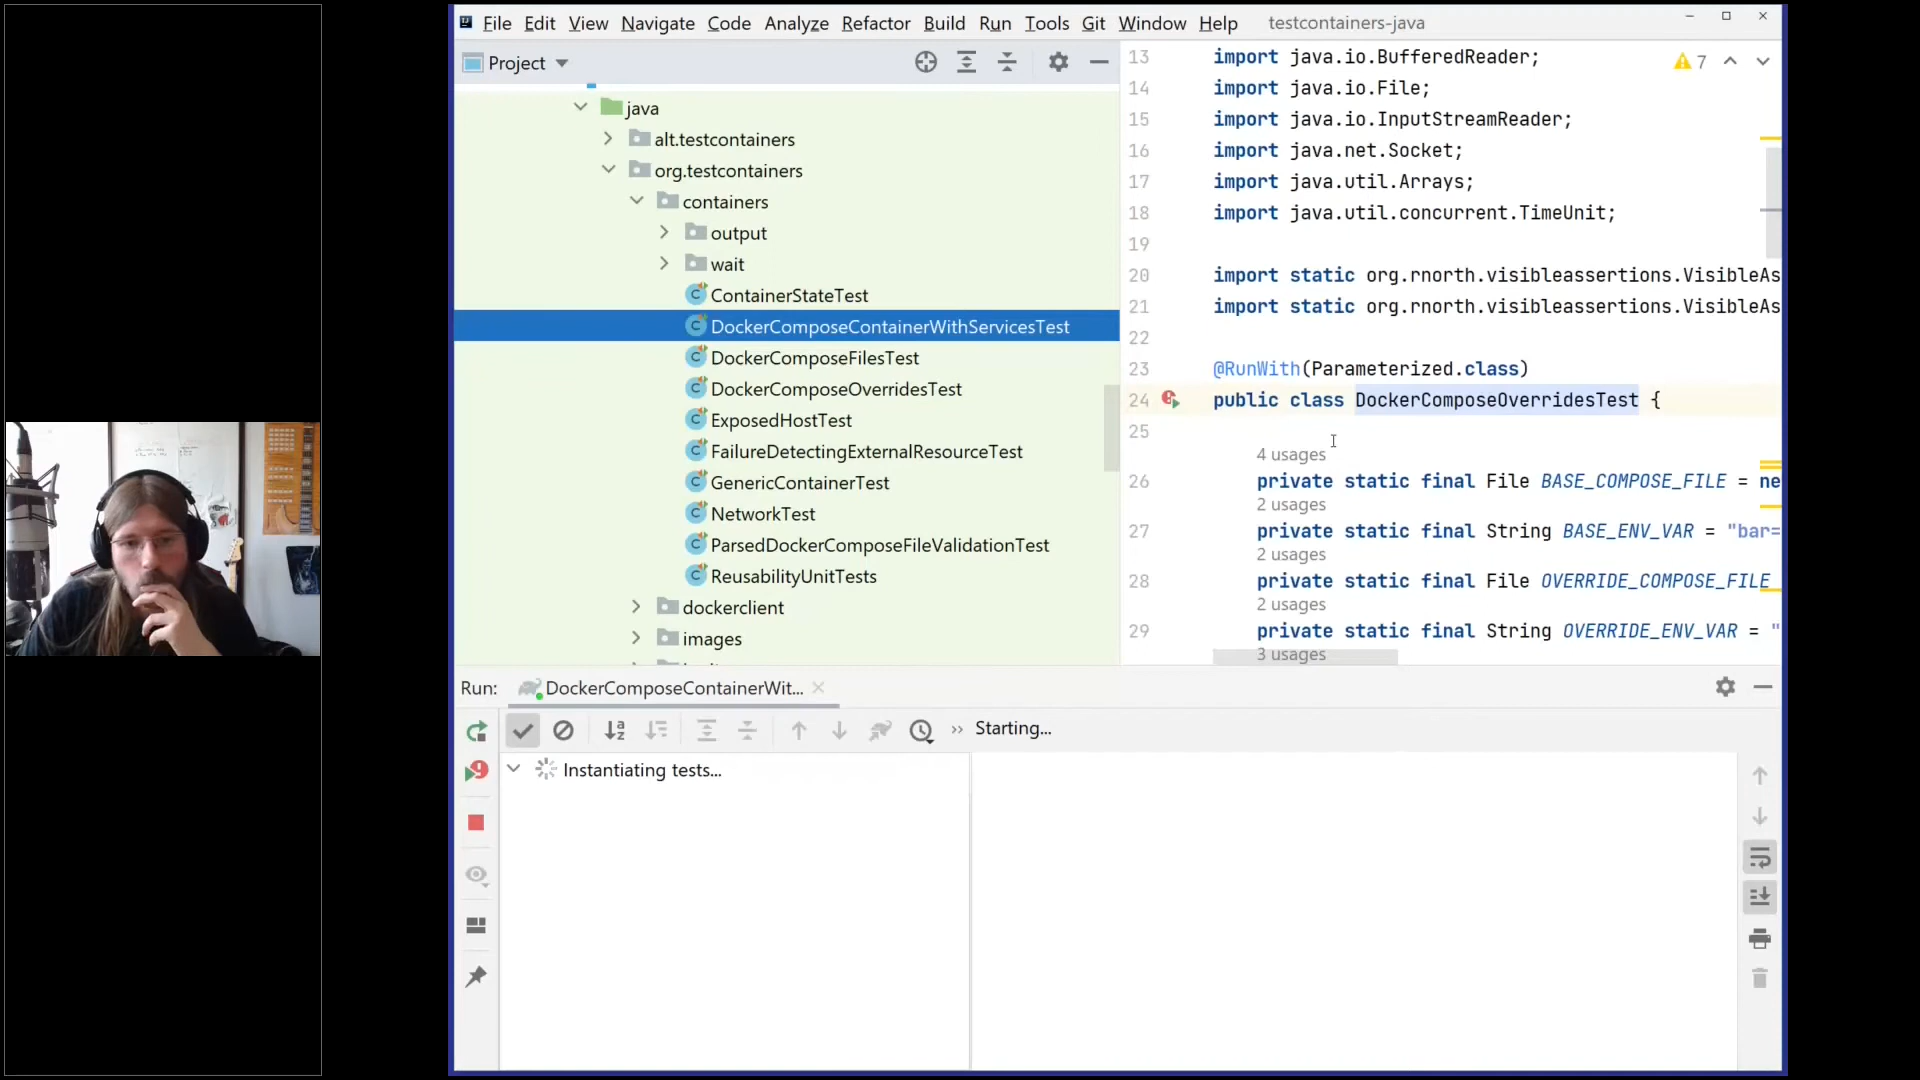 File Edit View Navigate Code Analyze Refactor Build Run Tools Git Window Help testcontainers-java
Project
java
alt.testcontainers
org.testcontainers
containers
output
wait
ContainerStateTest
DockerComposeContainerWithServicesTest
DockerComposeFilesTest
DockerComposeOverridesTest
ExposedHostTest
FailureDetectingExternalResourceTest
GenericContainerTest
NetworkTest
ParsedDockerComposeFileValidationTest
ReusabilityUnitTests
dockerclient
images
7
13 import java.io.BufferedReader;
14 import java.io.File;
15 import java.io.InputStreamReader;
16 import java.net.Socket;
17 import java.util.Arrays;
18 import java.util.concurrent.TimeUnit;
19
20 import static org.rnorth.visibleassertions.VisibleAs
21 import static org.rnorth.visibleassertions.VisibleAs
22
23 @RunWith(Parameterized.class)
24 public class DockerComposeOverridesTest {
25
4 usages
26 private static final File BASE_COMPOSE_FILE = ne
2 usages
27 private static final String BASE_ENV_VAR = "bar=
2 usages
28 private static final File OVERRIDE_COMPOSE_FILE
2 usages
29 private static final String OVERRIDE_ENV_VAR = "
3 usages
Run: DockerComposeContainerWit...
Starting...
Instantiating tests...